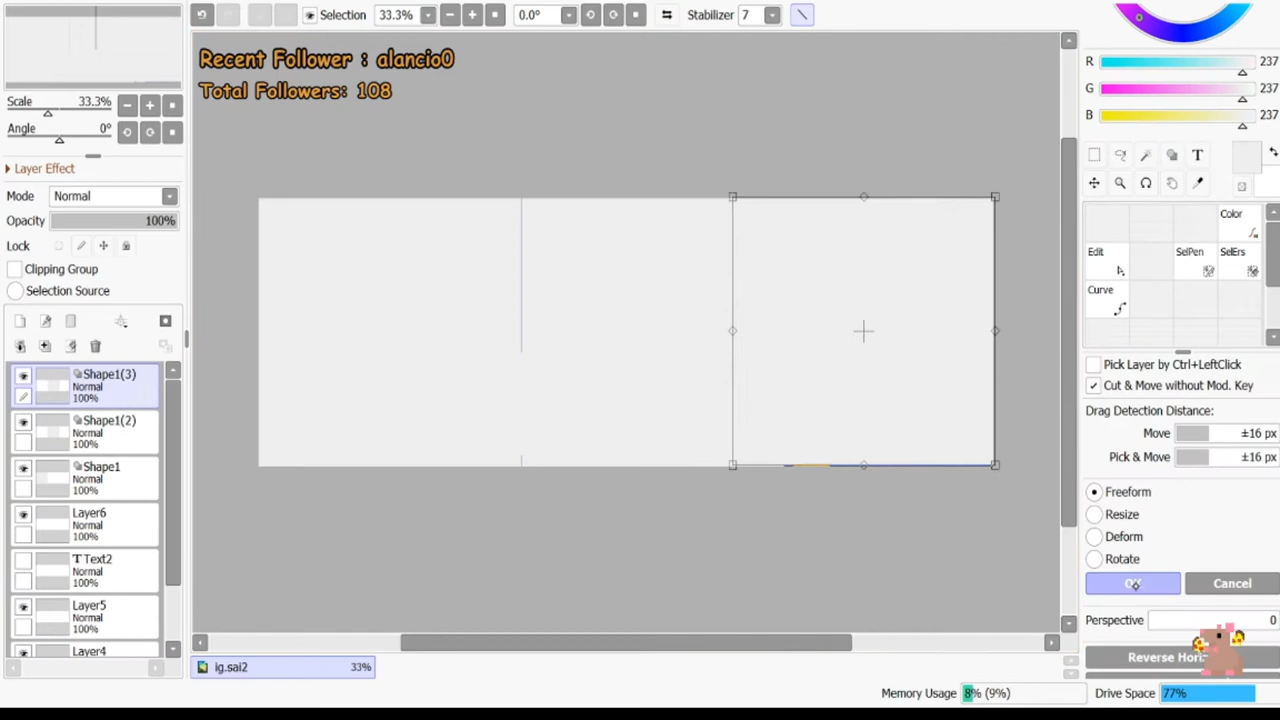 Selection 33.3% 0.0° Stabilizer 7
Recent Follower : alancio0
Total Followers: 108
Scale 33.3%
Angle 0°
Layer Effect
Mode Normal
Opacity 100%
Lock
Clipping Group
Selection Source
Shape1(3)
Normal
100%
Shape1(2)
Normal
100%
Shape1
Normal
100%
Layer6
Normal
100%
T Text2
Normal
100%
Layer5
Normal
100%
Layer4
R 237
G 237
B 237
T
Color
Edit SelPen SelErs
Curve
Pick Layer by Ctrl+LeftClick
Cut & Move without Mod. Key
Drag Detection Distance:
Move ±16 px
Pick & Move ±16 px
Freeform
Resize
Deform
Rotate
Cancel
Perspective 0
Reverse
ig.sai2 33%
Memory Usage 8% (9%) Drive Space 77%